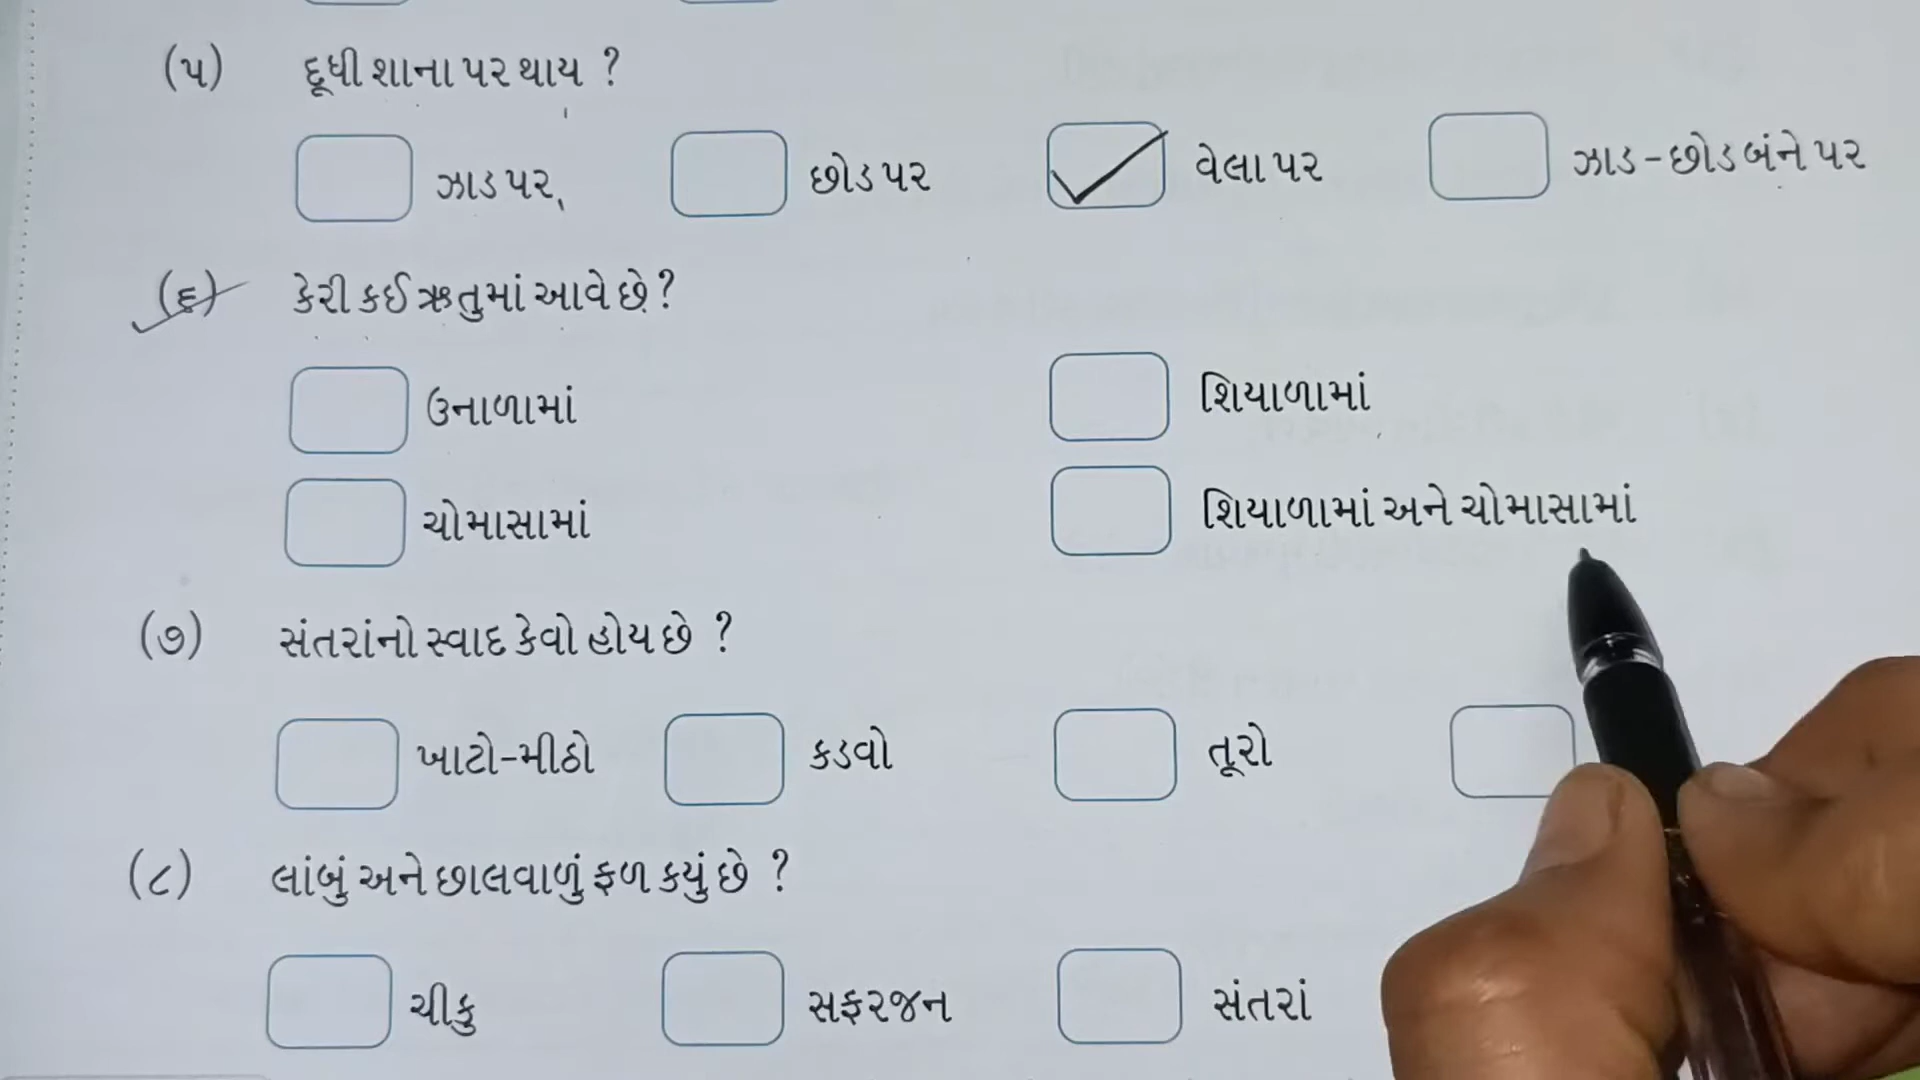 (૫) દૂધી શાના પર થાય ?
ઝાડ પર છોડ પર વેલા પર ઝાડ - છોડ બંને પર
(૬) કેરી કઈ ઋતુમાં આવે છે ?
ઉનાળામાં શિયાળામાં
ચોમાસામાં શિયાળામાં અને ચોમાસામાં
(૭) સંતરાંનો સ્વાદ કેવો હોય છે ?
ખાટો-મીઠો કડવો તૂરો
(૮) લાંબું અને છાલવાળું ફળ કયું છે ?
ચીકુ સફરજન સંતરાં